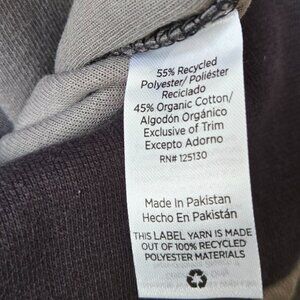 55% Recycled
Polyester/ Poliéster
Reciclado
45% Organic Cotton/
Algodón Orgánico
Exclusive of Trim
Excepto Adorno
RN# 125130
Made In Pakistan
Hecho En Pakistán
THIS LABEL YARN IS MADE
OUT OF 100% RECYCLED
POLYESTER MATERIALS